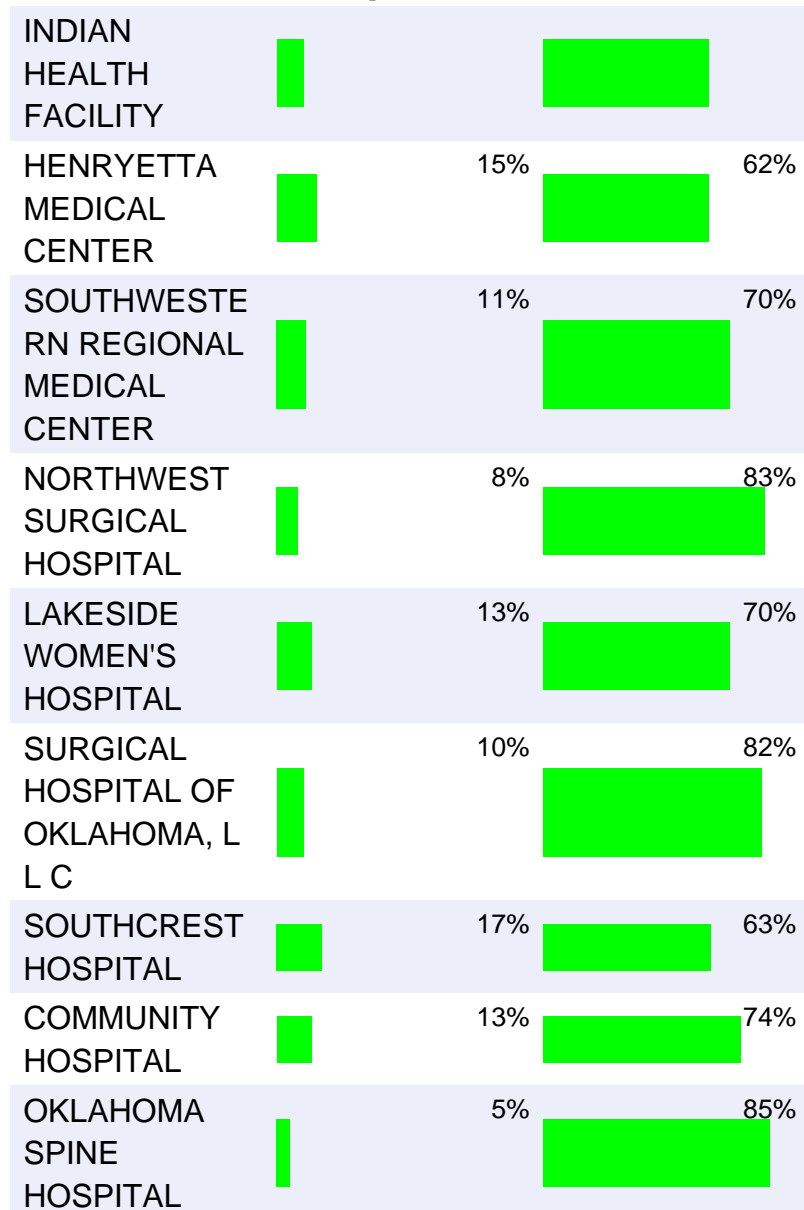 INDIAN
HEALTH
FACILITY
HENRYETTA 15% 62%
MEDICAL
CENTER
SOUTHWESTE 11% 70%
RN REGIONAL
MEDICAL
CENTER
NORTHWEST 8% 83%
SURGICAL
HOSPITAL
LAKESIDE 13% 70%
WOMEN'S
HOSPITAL
SURGICAL 10% 82%
HOSPITAL OF
OKLAHOMA, L
L C
SOUTHCREST 17% 63%
HOSPITAL
COMMUNITY 13% 74%
HOSPITAL
OKLAHOMA 5% 85%
SPINE
HOSPITAL